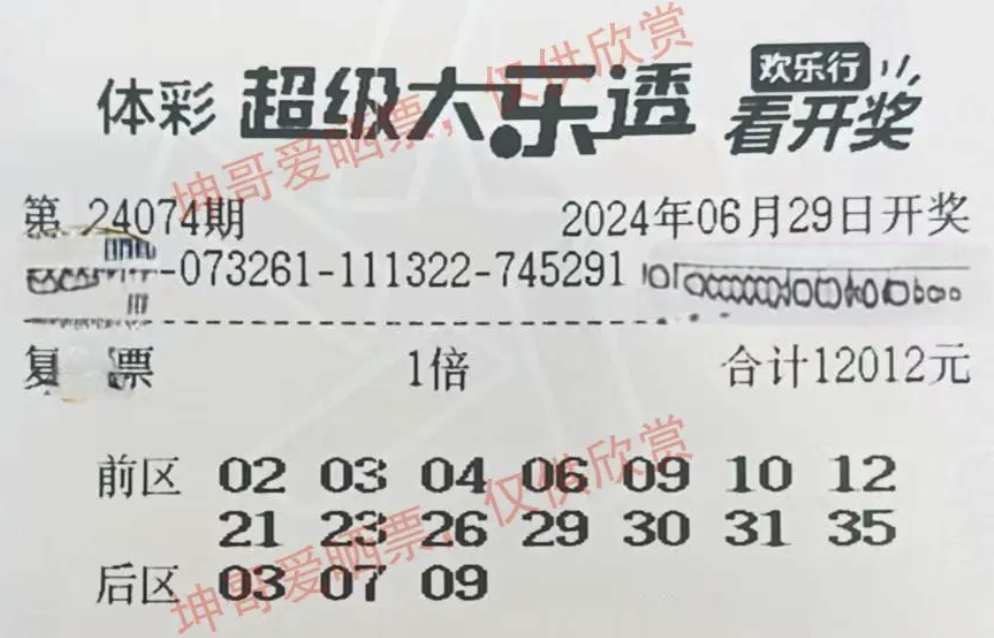 体彩 超级大乐透 欢乐行 看开奖
第 24074期 2024年06月29日开奖
-073261-111322-745291
复 票 1倍 合计12012元
前区 02 03 04 06 09 10 12
21 23 26 29 30 31 35
后区 03 07 09
坤哥爱晒票，仅供欣赏
坤哥爱晒票，仅供欣赏